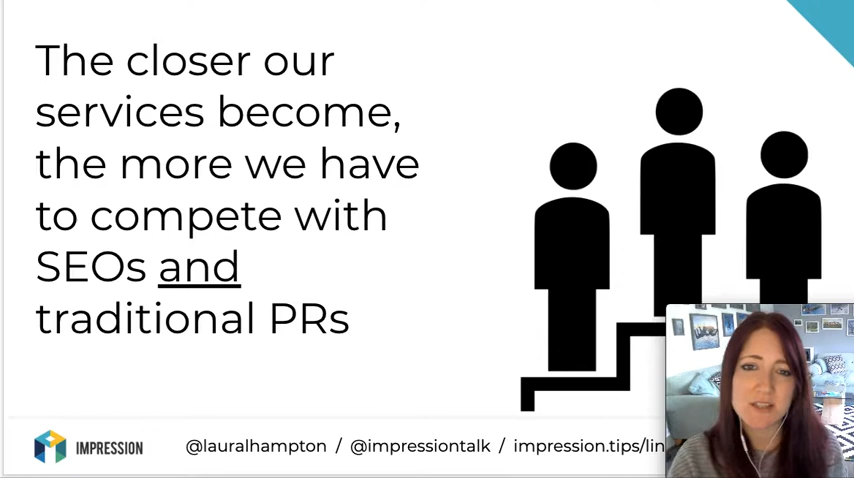 The closer our
services become,
the more we have
to compete with
SEOs and
traditional PRs
IMPRESSION
@lauralhampton / @impressiontalk / impression.tips/lin